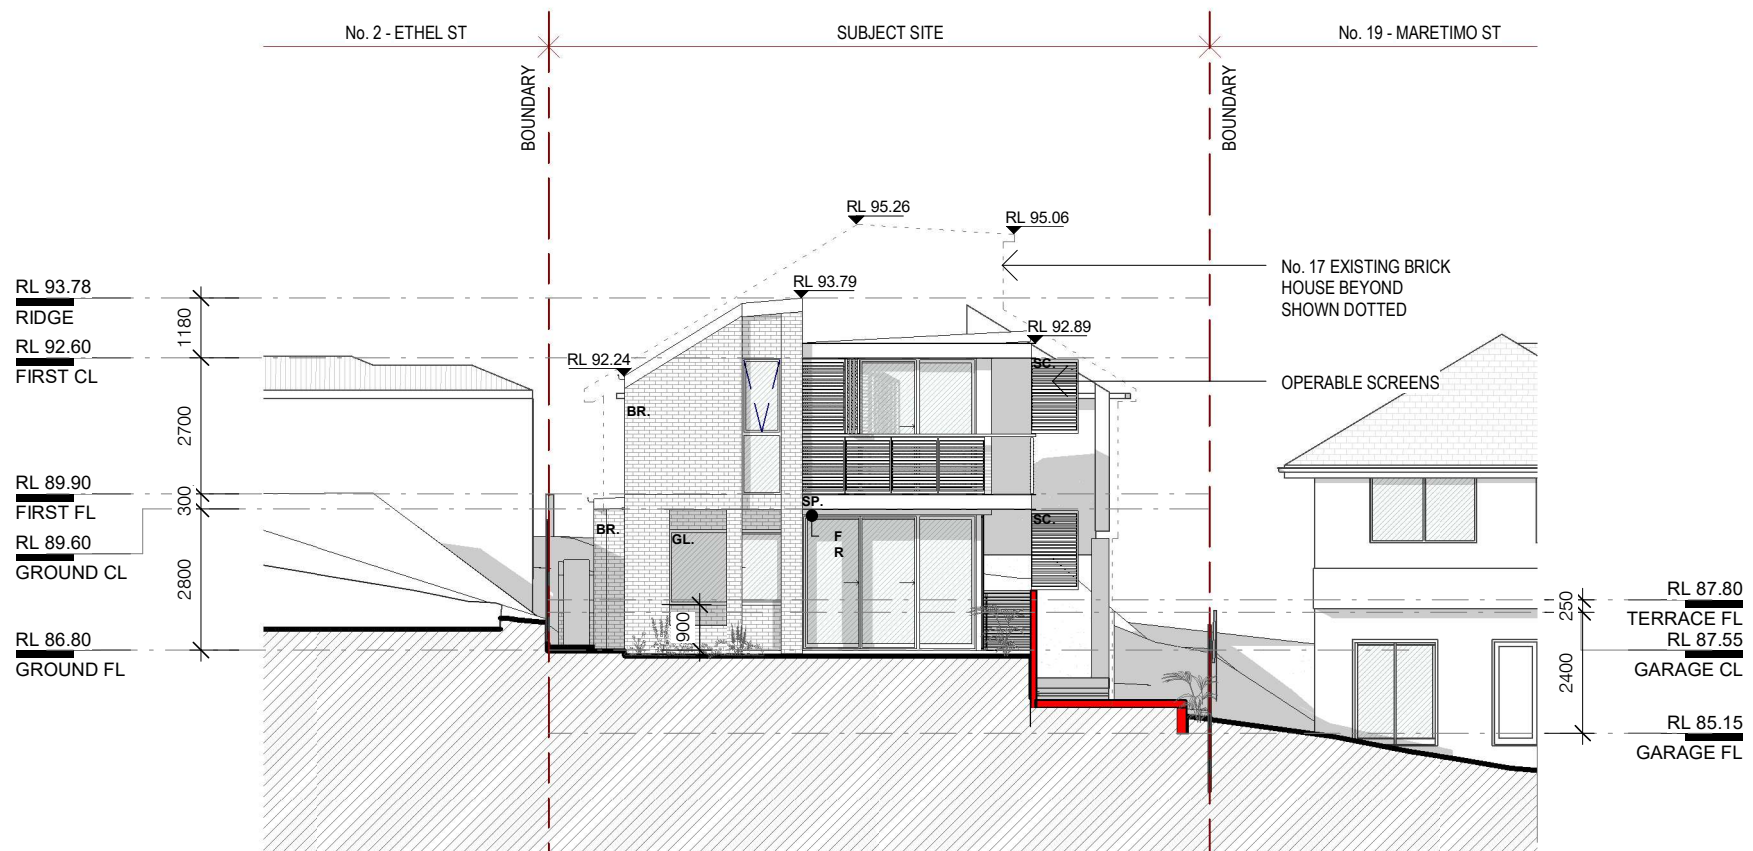 No. 2 - ETHEL ST
SUBJECT SITE
No. 19 - MARETIMO ST
BOUNDARY
BOUNDARY
RL 95.26
RL 95.06
No. 17 EXISTING BRICK
HOUSE BEYOND
SHOWN DOTTED
RL 93.78
RIDGE
RL 93.79
1180
RL 92.89
RL 92.60
FIRST CL
RL 92.24
SC.
OPERABLE SCREENS
BR.
2700
RL 89.90
FIRST FL
300
SP.
RL 89.60
GROUND CL
BR.
GL.
F
R
SC.
2800
900
RL 86.80
GROUND FL
250
RL 87.80
TERRACE FL
RL 87.55
GARAGE CL
2400
RL 85.15
GARAGE FL